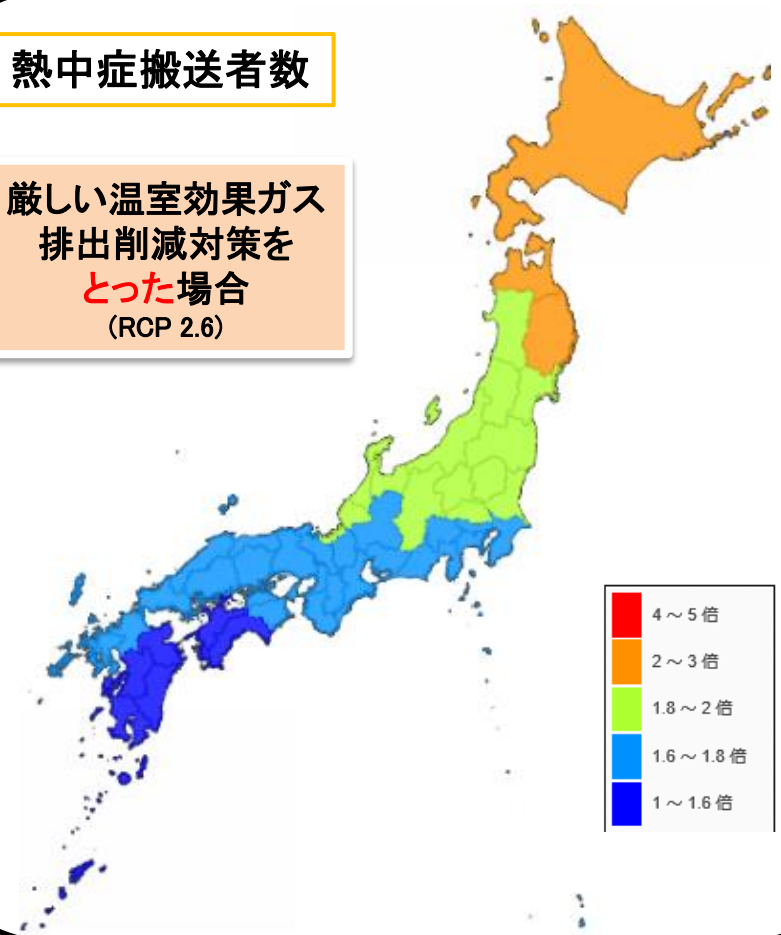 熱中症搬送者数
厳しい温室効果ガス
排出削減対策を
とった場合
(RCP 2.6)
4～5倍
2～3倍
1.8～2倍
1.6～1.8倍
1～1.6倍